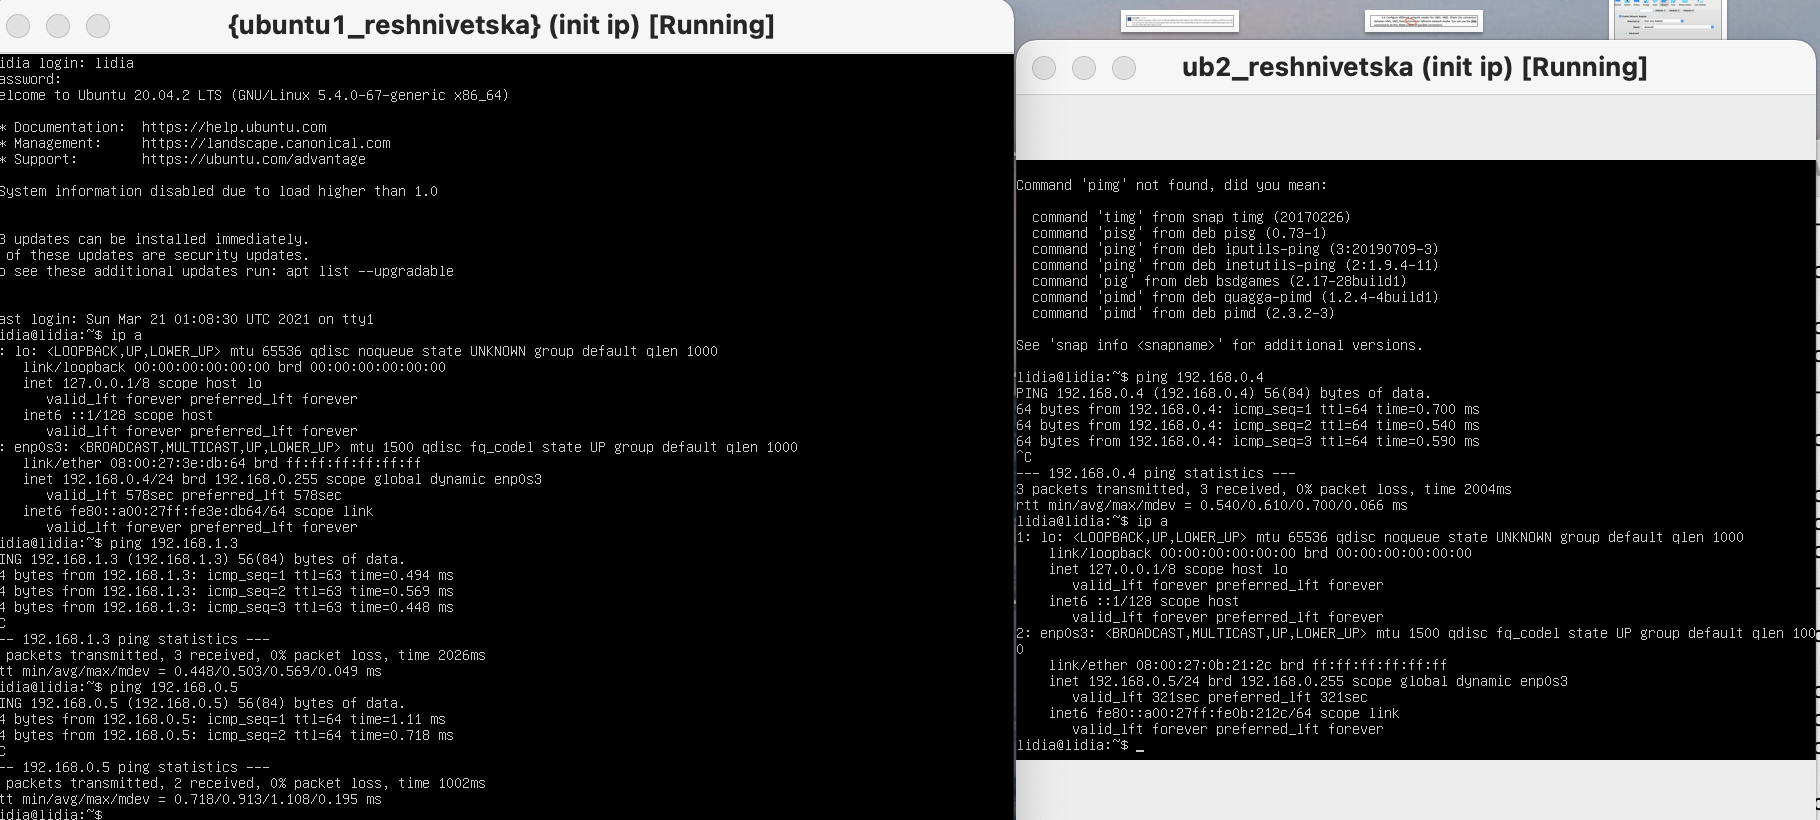 {ubuntu1_reshnivetska} (init ip) [Running]
idia login: lidia
assword:
elcome to Ubuntu 20.04.2 LTS (GNU/Linux 5.4.0-67-generic x86_64)
* Documentation:  https://help.ubuntu.com
* Management:     https://landscape.canonical.com
* Support:        https://ubuntu.com/advantage
System information disabled due to load higher than 1.0
3 updates can be installed immediately.
of these updates are security updates.
o see these additional updates run: apt list --upgradable
ast login: Sun Mar 21 01:08:30 UTC 2021 on tty1
idia@lidia:~$ ip a
: lo: <LOOPBACK,UP,LOWER_UP> mtu 65536 qdisc noqueue state UNKNOWN group default qlen 1000
link/loopback 00:00:00:00:00:00 brd 00:00:00:00:00:00
inet 127.0.0.1/8 scope host lo
valid_lft forever preferred_lft forever
inet6 ::1/128 scope host
valid_lft forever preferred_lft forever
: enp0s3: <BROADCAST,MULTICAST,UP,LOWER_UP> mtu 1500 qdisc fq_codel state UP group default qlen 1000
link/ether 08:00:27:3e:db:64 brd ff:ff:ff:ff:ff:ff
inet 192.168.0.4/24 brd 192.168.0.255 scope global dynamic enp0s3
valid_lft 578sec preferred_lft 578sec
inet6 fe80::a00:27ff:fe3e:db64/64 scope link
valid_lft forever preferred_lft forever
idia@lidia:~$ ping 192.168.1.3
ING 192.168.1.3 (192.168.1.3) 56(84) bytes of data.
4 bytes from 192.168.1.3: icmp_seq=1 ttl=63 time=0.494 ms
4 bytes from 192.168.1.3: icmp_seq=2 ttl=63 time=0.569 ms
4 bytes from 192.168.1.3: icmp_seq=3 ttl=63 time=0.448 ms
C
-- 192.168.1.3 ping statistics ---
packets transmitted, 3 received, 0% packet loss, time 2026ms
tt min/avg/max/mdev = 0.448/0.503/0.569/0.049 ms
idia@lidia:~$ ping 192.168.0.5
ING 192.168.0.5 (192.168.0.5) 56(84) bytes of data.
4 bytes from 192.168.0.5: icmp_seq=1 ttl=64 time=1.11 ms
4 bytes from 192.168.0.5: icmp_seq=2 ttl=64 time=0.718 ms
C
-- 192.168.0.5 ping statistics ---
packets transmitted, 2 received, 0% packet loss, time 1002ms
tt min/avg/max/mdev = 0.718/0.913/1.108/0.195 ms
idia@lidia:~$
ub2_reshnivetska (init ip) [Running]
Command 'pimg' not found, did you mean:
command 'timg' from snap timg (20170226)
command 'pisg' from deb pisg (0.73-1)
command 'ping' from deb iputils-ping (3:20190709-3)
command 'ping' from deb inetutils-ping (2:1.9.4-11)
command 'pig' from deb bsdgames (2.17-28build1)
command 'pimd' from deb quagga-pimd (1.2.4-4build1)
command 'pimd' from deb pimd (2.3.2-3)
See 'snap info <snapname>' for additional versions.
lidia@lidia:~$ ping 192.168.0.4
PING 192.168.0.4 (192.168.0.4) 56(84) bytes of data.
64 bytes from 192.168.0.4: icmp_seq=1 ttl=64 time=0.700 ms
64 bytes from 192.168.0.4: icmp_seq=2 ttl=64 time=0.540 ms
64 bytes from 192.168.0.4: icmp_seq=3 ttl=64 time=0.590 ms
^C
--- 192.168.0.4 ping statistics ---
3 packets transmitted, 3 received, 0% packet loss, time 2004ms
rtt min/avg/max/mdev = 0.540/0.610/0.700/0.066 ms
lidia@lidia:~$ ip a
1: lo: <LOOPBACK,UP,LOWER_UP> mtu 65536 qdisc noqueue state UNKNOWN group default qlen 1000
link/loopback 00:00:00:00:00:00 brd 00:00:00:00:00:00
inet 127.0.0.1/8 scope host lo
valid_lft forever preferred_lft forever
inet6 ::1/128 scope host
valid_lft forever preferred_lft forever
2: enp0s3: <BROADCAST,MULTICAST,UP,LOWER_UP> mtu 1500 qdisc fq_codel state UP group default qlen 100
0
link/ether 08:00:27:0b:21:2c brd ff:ff:ff:ff:ff:ff
inet 192.168.0.5/24 brd 192.168.0.255 scope global dynamic enp0s3
valid_lft 321sec preferred_lft 321sec
inet6 fe80::a00:27ff:fe0b:212c/64 scope link
valid_lft forever preferred_lft forever
lidia@lidia:~$ _